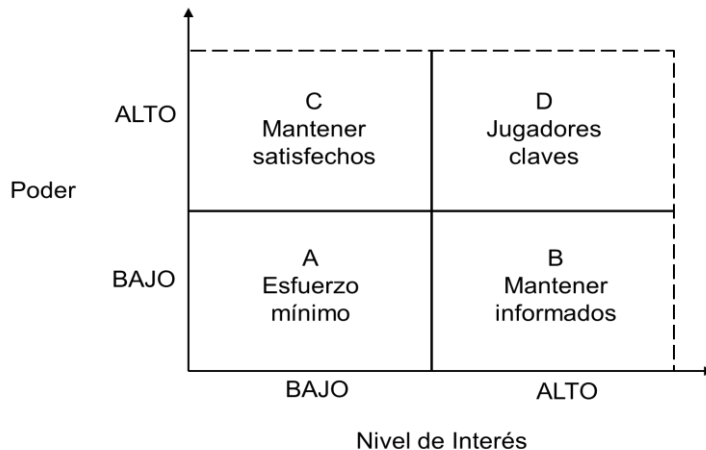 C
Mantener
satisfechos
D
Jugadores
claves
ALTO
Poder
BAJO
A
Esfuerzo
mínimo
B
Mantener
informados
BAJO
ALTO
Nivel de Interés